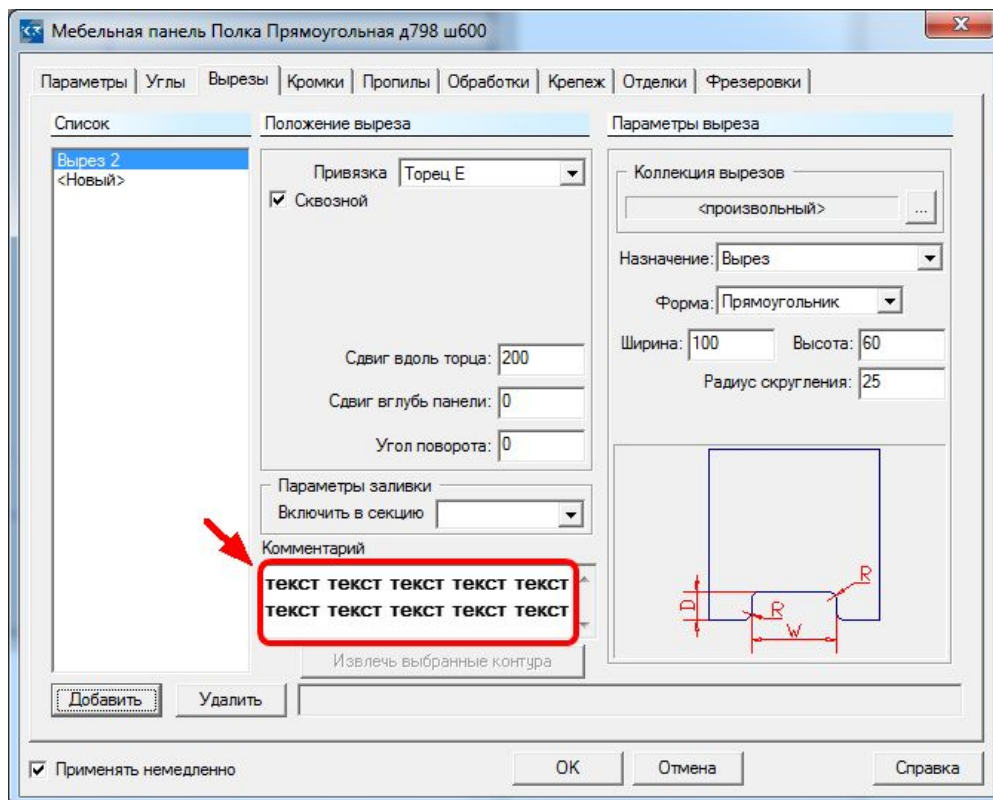 Мебельная панель Полка Прямоугольная д798 ш600
Параметры Углы Вырезы Кромки Пропилы Обработки Крепеж Отделки Фрезеровки
Список
Вырез 2
<Новый>
Положение выреза
Привязка Торец E
Сквозной
Сдвиг вдоль торца: 200
Сдвиг вглубь панели: 0
Угол поворота: 0
Параметры заливки
Включить в секцию
Комментарий
текст текст текст текст текст
текст текст текст текст текст
Извлечь выбранные контура
Параметры выреза
Коллекция вырезов
<произвольный> ...
Назначение: Вырез
Форма: Прямоугольник
Ширина: 100 Высота: 60
Радиус скругления: 25
R
D R
W
Добавить Удалить
Применять немедленно OK Отмена Справка